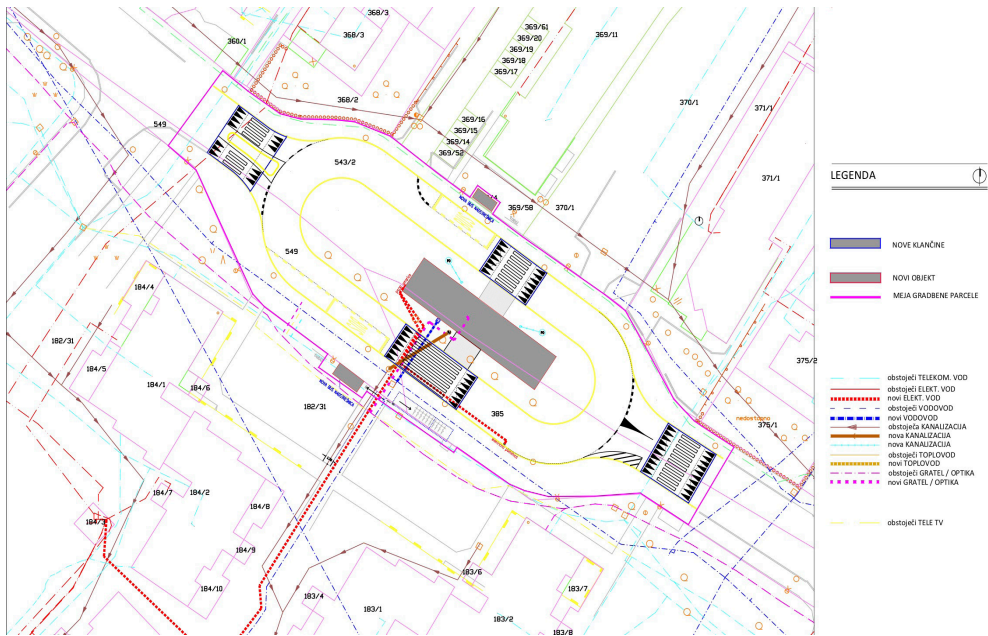 368/3
360/1
368/3
369/61
369/20
369/19
369/18
369/17
369/11
368/2
370/1
371/1
549
369/16
369/15
369/14
369/52
543/2
371/1
369/58
370/1
549
184/4
182/31
184/5
184/1
184/6
375/2
182/31
385
nedostopno
375/1
184/7
184/2
184/3
184/8
184/9
184/10
183/6
183/4
183/1
183/2
183/7
183/8
LEGENDA
NOVE KLANČINE
NOVI OBJEKT
MEJA GRADBENE PARCELE
obstoječi TELEKOM. VOD
obstoječi ELEKT. VOD
novi ELEKT. VOD
obstoječi VODOVOD
novi VODOVOD
obstoječa KANALIZACIJA
nova KANALIZACIJA
nova KANALIZACIJA
obstoječi TOPLOVOD
novi TOPLOVOD
obstoječi GRATEL / OPTIKA
novi GRATEL / OPTIKA
obstoječi TELE TV